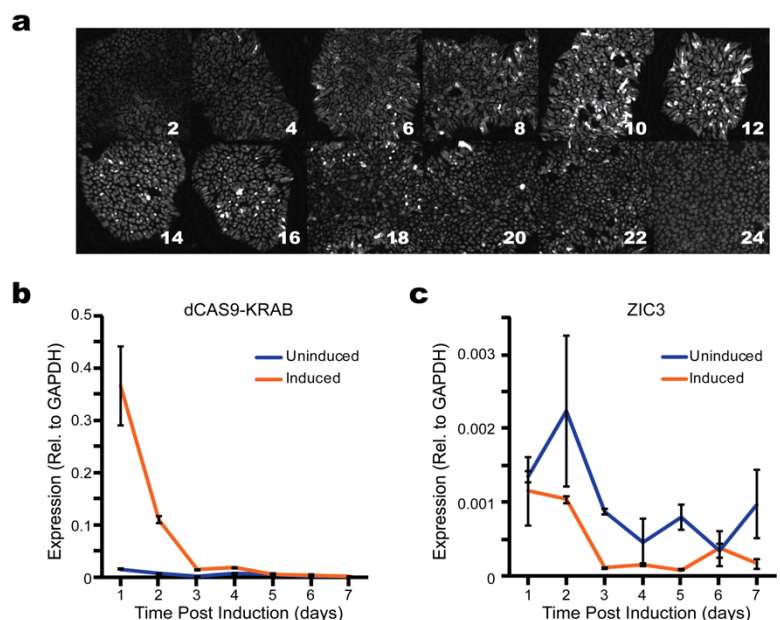 a
2 4 6 8 10 12
14 16 18 20 22 24
b
dCAS9-KRAB
Expression (Rel. to GAPDH)
0.5
0.4
0.3
0.2
0.1
0
Uninduced
Induced
1 2 3 4 5 6 7
Time Post Induction (days)
c
ZIC3
Expression (Rel. to GAPDH)
0.003
0.002
0.001
0
Uninduced
Induced
1 2 3 4 5 6 7
Time Post Induction (days)